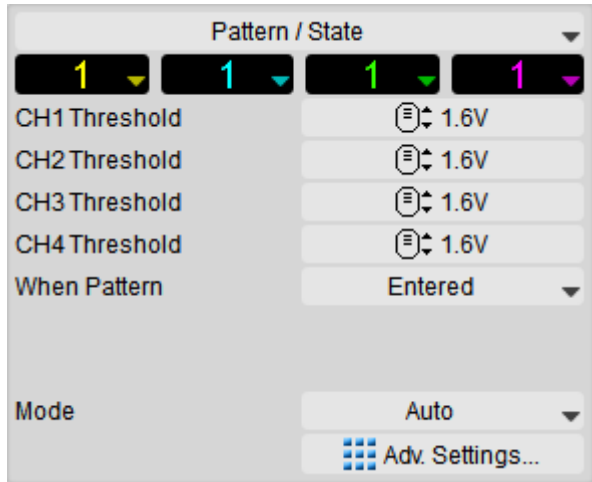 Pattern / State
1 1 1 1
CH1 Threshold 1.6V
CH2 Threshold 1.6V
CH3 Threshold 1.6V
CH4 Threshold 1.6V
When Pattern Entered
Mode Auto
Adv. Settings...